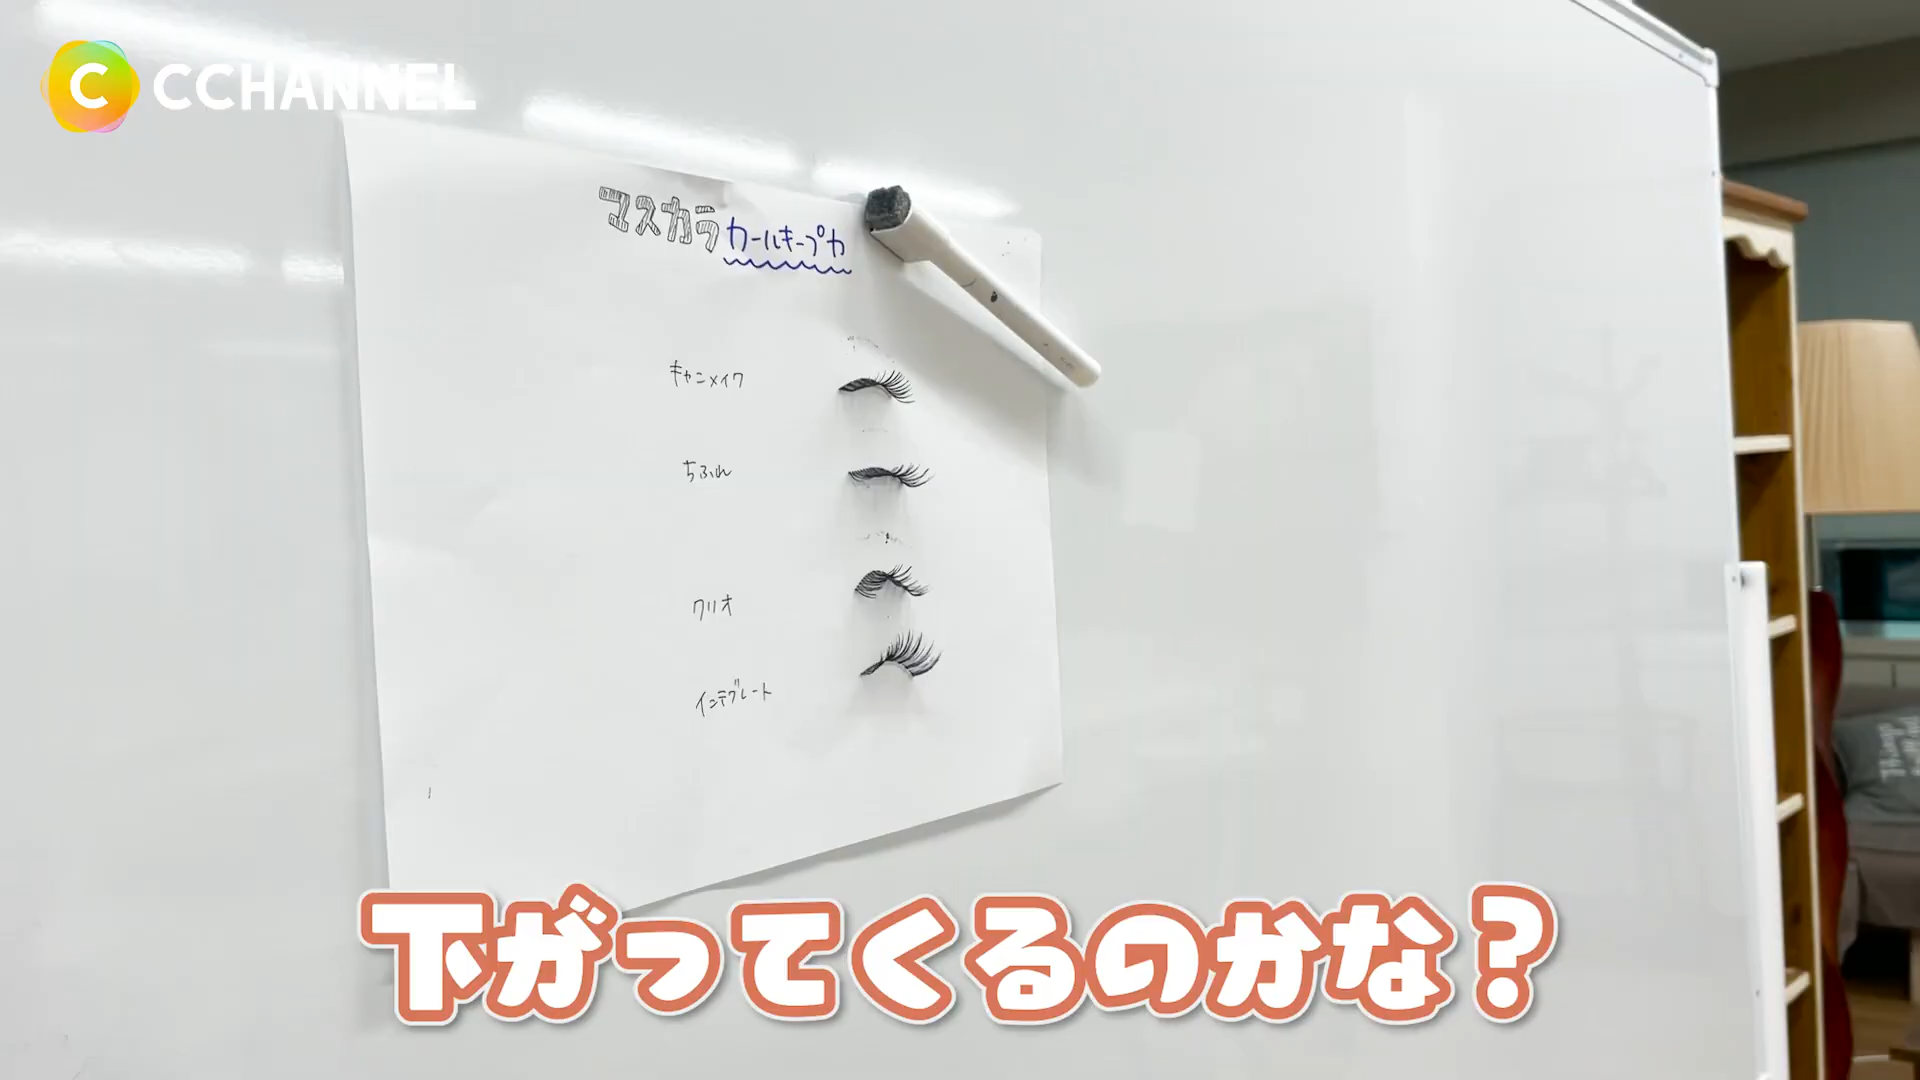 C CCHANNEL
マスカラ カールキープ力
キャンメイク
ちふれ
クリオ
インテグレート
下がってくるのかな?